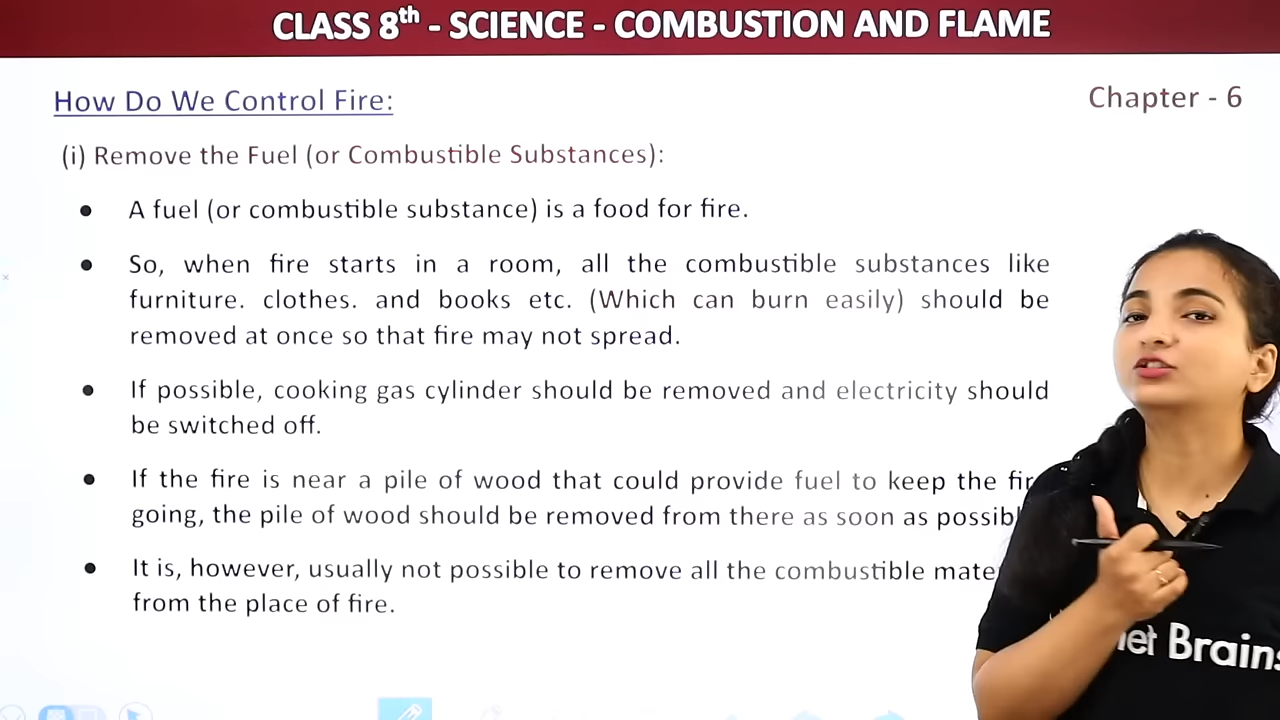 CLASS 8th - SCIENCE - COMBUSTION AND FLAME
How Do We Control Fire:
Chapter - 6
(i) Remove the Fuel (or Combustible Substances):
● A fuel (or combustible substance) is a food for fire.
● So, when fire starts in a room, all the combustible substances like
furniture. clothes. and books etc. (Which can burn easily) should be
removed at once so that fire may not spread.
● If possible, cooking gas cylinder should be removed and electricity should
be switched off.
● If the fire is near a pile of wood that could provide fuel to keep the
going, the pile of wood should be removed from there as soon as
● It is, however, usually not possible to remove all the combustible
from the place of fire.
Brains